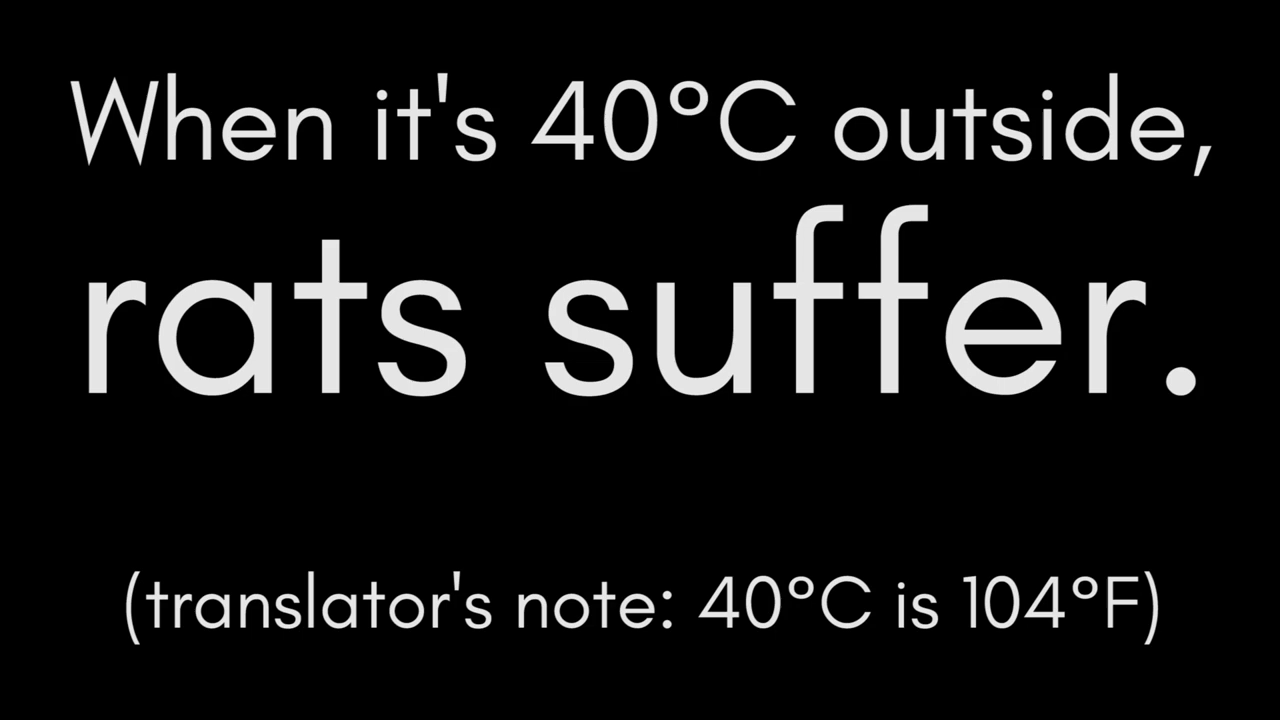 When it's 40°C outside,
rats suffer.
(translator's note: 40°C is 104°F)